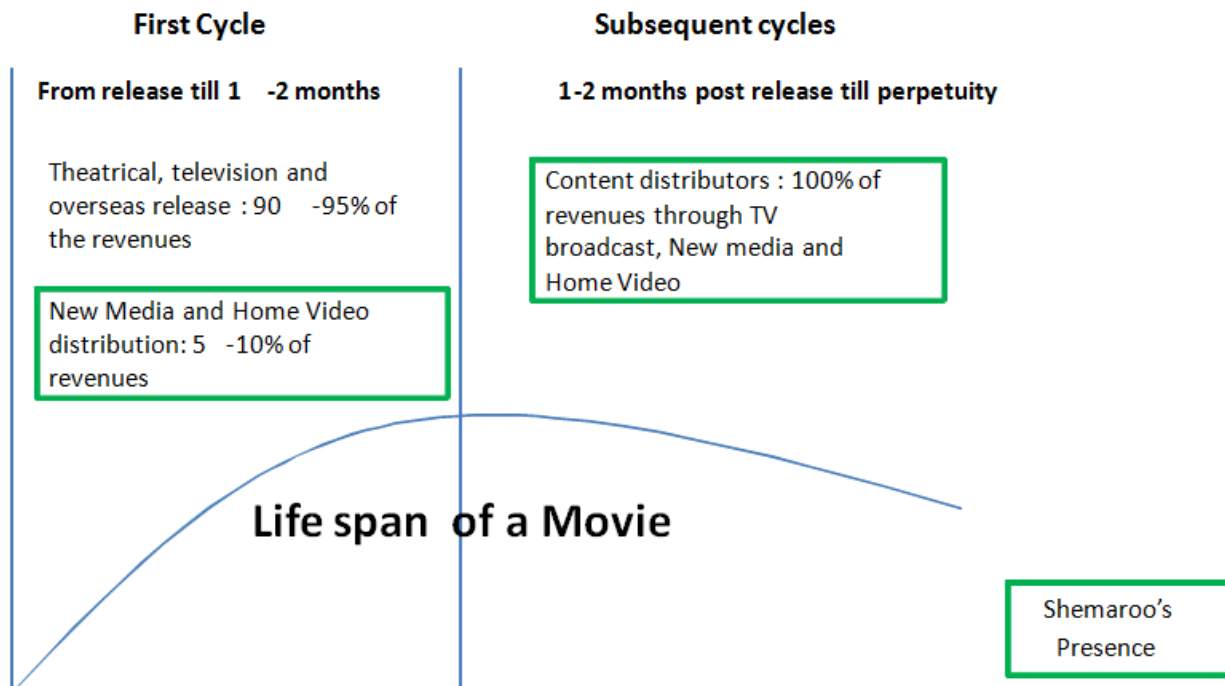 First Cycle
Subsequent cycles
From release till 1 -2 months
1-2 months post release till perpetuity
Theatrical, television and
overseas release : 90 -95% of
the revenues
New Media and Home Video
distribution: 5 -10% of
revenues
Content distributors : 100% of
revenues through TV
broadcast, New media and
Home Video
Life span of a Movie
Shemaroo's
Presence